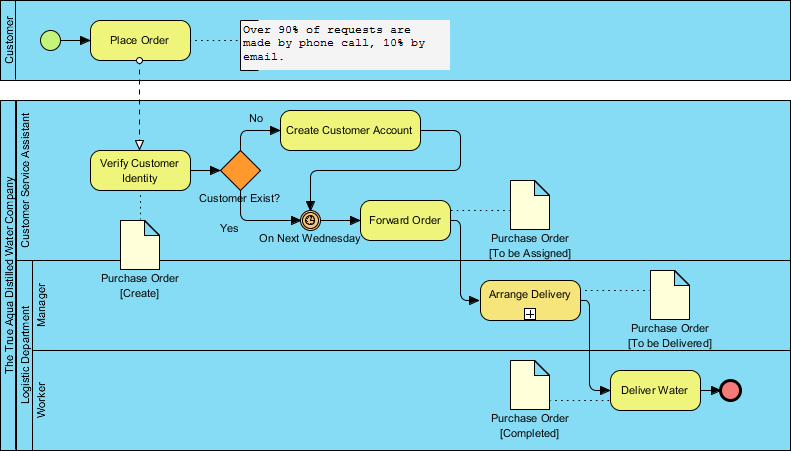 Customer
Place Order
Over 90% of requests are
made by phone call, 10% by
email.
The True Aqua Distilled Water Company
Customer Service Assistant
Verify Customer
Identity
No
Create Customer Account
Customer Exist?
Yes
On Next Wednesday
Forward Order
Purchase Order
[To be Assigned]
Purchase Order
[Create]
Logistic Department
Manager
Arrange Delivery
Purchase Order
[To be Delivered]
Worker
Purchase Order
[Completed]
Deliver Water